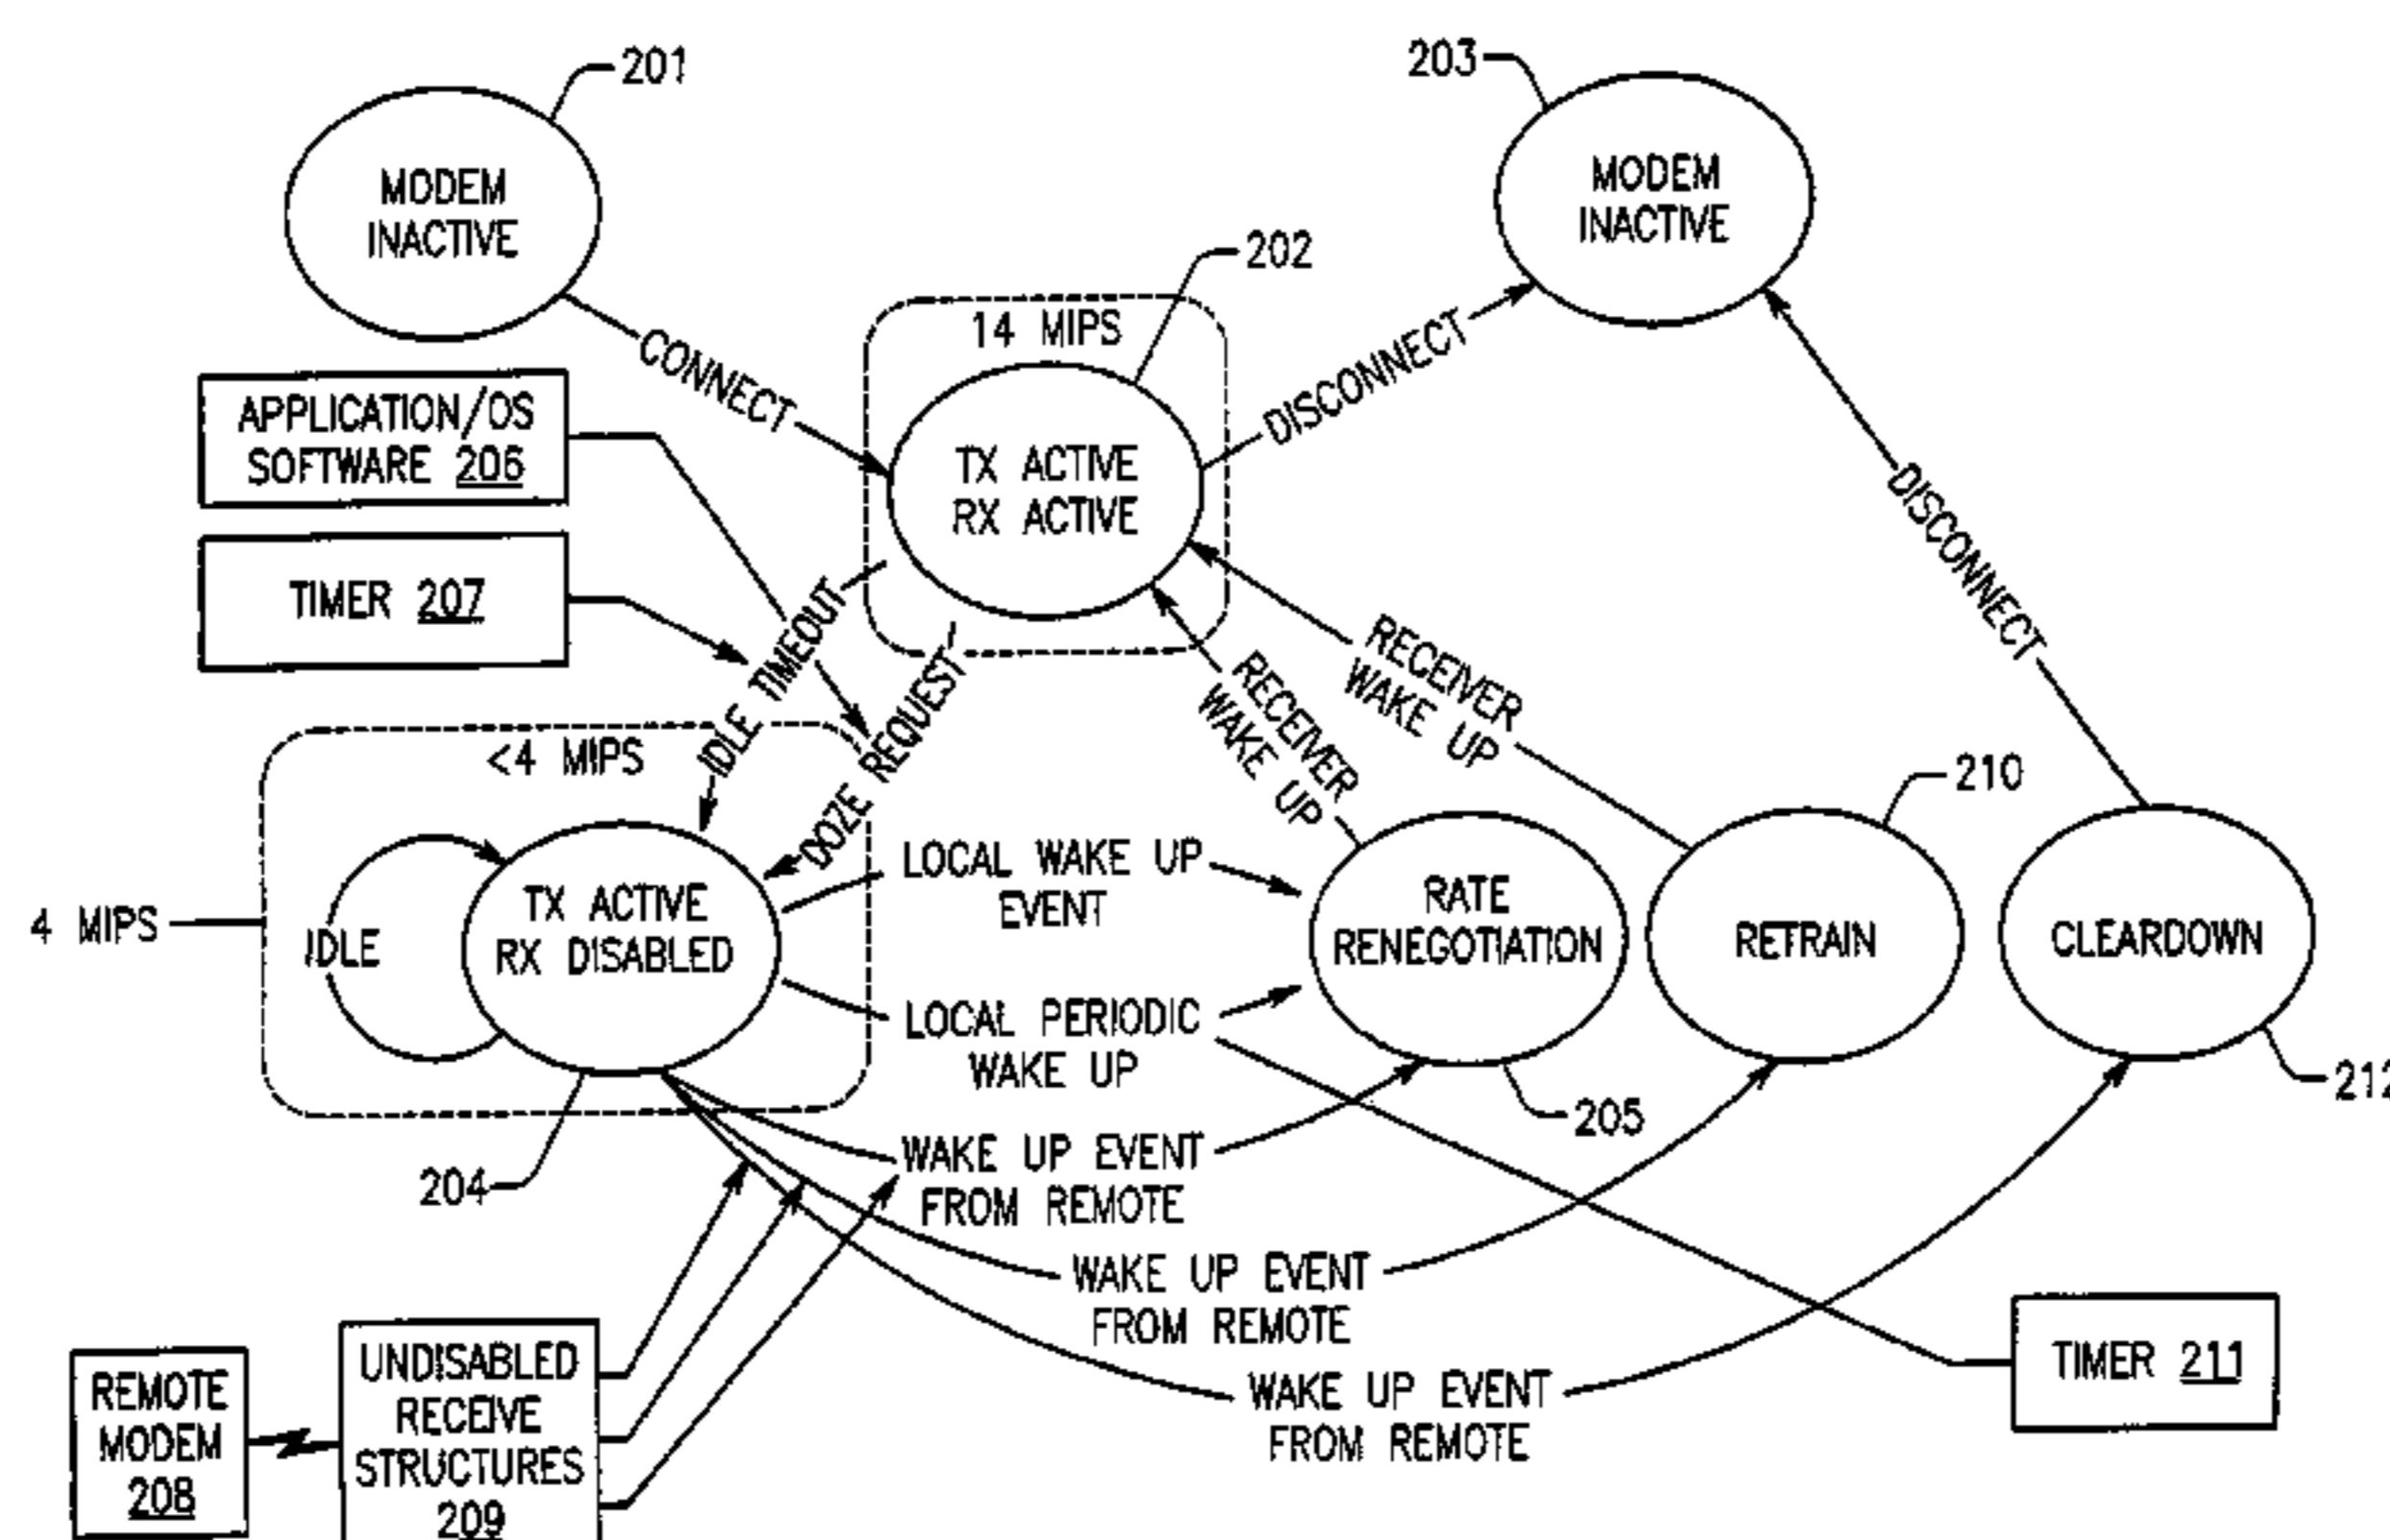 201
203
MODEM
INACTIVE
MODEM
INACTIVE
202
14 MIPS
CONNECT
DISCONNECT
APPLICATION/OS
SOFTWARE 206
TX ACTIVE
RX ACTIVE
DISCONNECT
TIMER 207
IDLE TIMEOUT
DOZE REQUEST
RECEIVER
WAKE UP
RECEIVER
WAKE UP
<4 MIPS
210
4 MIPS
IDLE
TX ACTIVE
RX DISABLED
LOCAL WAKE UP
EVENT
RATE
RENEGOTIATION
RETRAIN
CLEARDOWN
LOCAL PERIODIC
WAKE UP
212
205
204
WAKE UP EVENT
FROM REMOTE
WAKE UP EVENT
FROM REMOTE
WAKE UP EVENT
FROM REMOTE
REMOTE
MODEM
208
UNDISABLED
RECEIVE
STRUCTURES
209
TIMER 211